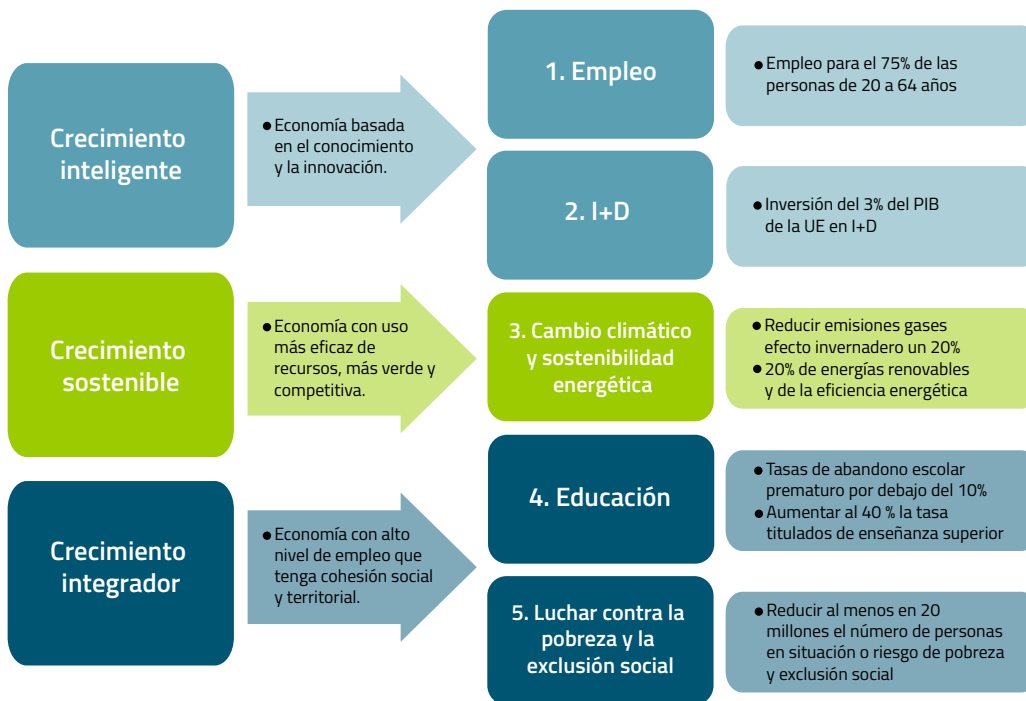 Crecimiento
inteligente
● Economía basada
en el conocimiento
y la innovación.
1. Empleo
● Empleo para el 75% de las
personas de 20 a 64 años
2. I+D
● Inversión del 3% del PIB
de la UE en I+D
Crecimiento
sostenible
● Economía con uso
más eficaz de
recursos, más verde y
competitiva.
3. Cambio climático
y sostenibilidad
energética
● Reducir emisiones gases
efecto invernadero un 20%
● 20% de energías renovables
y de la eficiencia energética
Crecimiento
integrador
● Economía con alto
nivel de empleo que
tenga cohesión social
y territorial.
4. Educación
● Tasas de abandono escolar
prematuro por debajo del 10%
● Aumentar al 40 % la tasa
titulados de enseñanza superior
5. Luchar contra la
pobreza y la
exclusión social
● Reducir al menos en 20
millones el número de personas
en situación o riesgo de pobreza
y exclusión social